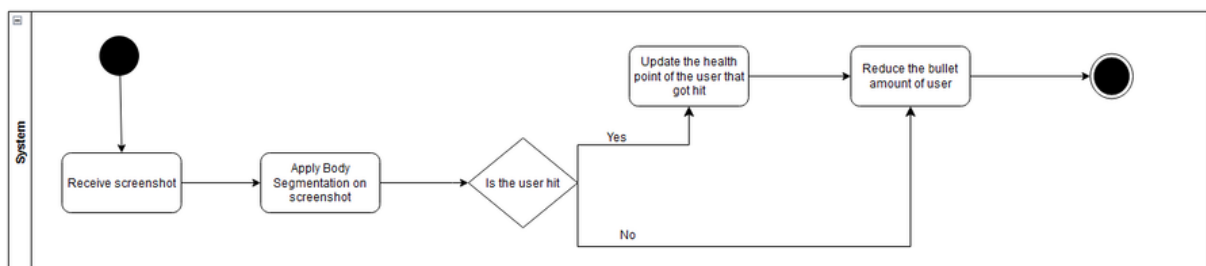 System
Receive screenshot
Apply Body
Segmentation on
screenshot
Is the user hit
Yes
No
Update the health
point of the user that
got hit
Reduce the bullet
amount of user